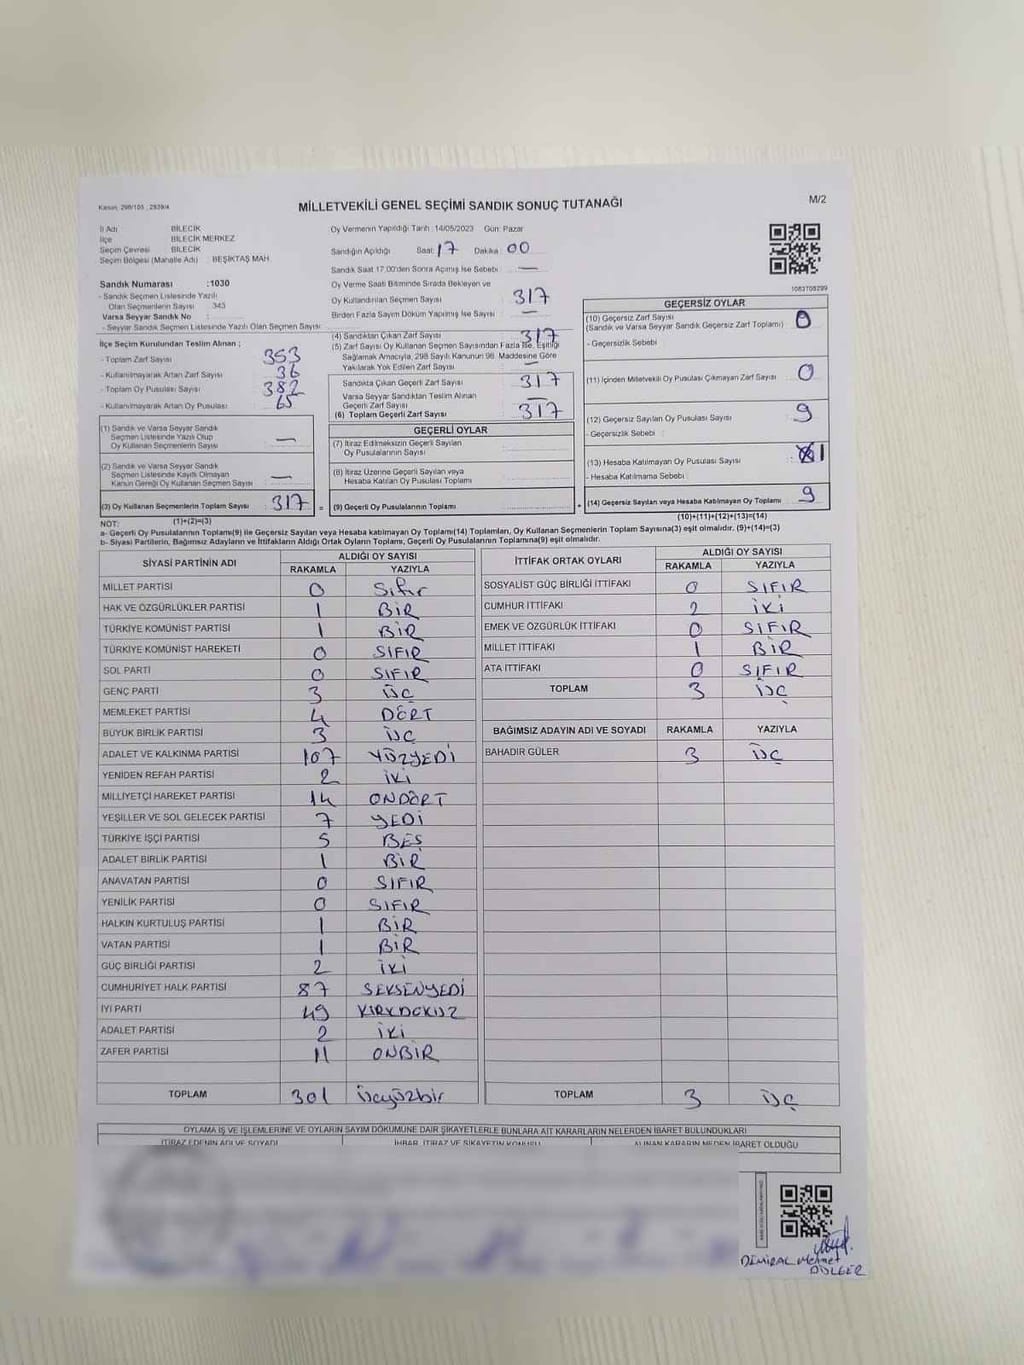 Kanun: 298/105 ; 2839/4
MİLLETVEKİLİ GENEL SEÇİMİ SANDIK SONUÇ TUTANAĞI
M/2
İl Adı BİLECİK
İlçe BİLECİK MERKEZ
Seçim Çevresi BİLECİK
Seçim Bölgesi (Mahalle Adı) : BEŞİKTAŞ MAH
Sandık Numarası :1030
- Sandık Seçmen Listesinde Yazılı
Olan Seçmenlerin Sayısı : 345
Varsa Seyyar Sandık No
- Seyyar Sandık Seçmen Listesinde Yazılı Olan Seçmen Sayısı
İlçe Seçim Kurulundan Teslim Alınan ;
- Toplam Zarf Sayısı 353
- Kullanılmayarak Artan Zarf Sayısı 36
- Toplam Oy Pusulası Sayısı 382
- Kullanılmayarak Artan Oy Pusulası 65
(1) Sandık ve Varsa Seyyar Sandık
Seçmen Listesinde Yazılı Olup
Oy Kullanan Seçmenlerin Sayısı —
(2) Sandık ve Varsa Seyyar Sandık
Seçmen Listesinde Kayıtlı Olmayan
Kanun Gereği Oy Kullanan Seçmen Sayısı —
(3) Oy Kullanan Seçmenlerin Toplam Sayısı 317 =
(1)+(2)=(3)
Oy Vermenin Yapıldığı Tarih :14/05/2023 Gün: Pazar
Sandığın Açıldığı Saat: 17 Dakika: 00
Sandık Saat 17.00'den Sonra Açılmış İse Sebebi : —
Oy Verme Saati Bitiminde Sırada Bekleyen ve
Oy Kullandırılan Seçmen Sayısı 317
Birden Fazla Sayım Döküm Yapılmış İse Sayısı : —
(4) Sandıktan Çıkan Zarf Sayısı 317
(5) Zarf Sayısı Oy Kullanan Seçmen Sayısından Fazla İse, Eşitliği
Sağlamak Amacıyla, 298 Sayılı Kanunun 98. Maddesine Göre
Yakılarak Yok Edilen Zarf Sayısı —
Sandıkta Çıkan Geçerli Zarf Sayısı 317
Varsa Seyyar Sandıktan Teslim Alınan
Geçerli Zarf Sayısı —
(6) Toplam Geçerli Zarf Sayısı 317
GEÇERLİ OYLAR
(7) İtiraz Edilmeksizin Geçerli Sayılan
Oy Pusulalarının Sayısı
(8) İtiraz Üzerine Geçerli Sayılan veya
Hesaba Katılan Oy Pusulası Toplamı
(9) Geçerli Oy Pusulalarının Toplamı +
1083708299
GEÇERSİZ OYLAR
(10) Geçersiz Zarf Sayısı 0
(Sandık ve Varsa Seyyar Sandık Geçersiz Zarf Toplamı)
- Geçersizlik Sebebi
(11) İçinden Milletvekili Oy Pusulası Çıkmayan Zarf Sayısı 0
(12) Geçersiz Sayılan Oy Pusulası Sayısı 9
- Geçersizlik Sebebi
(13) Hesaba Katılmayan Oy Pusulası Sayısı 1
- Hesaba Katılmama Sebebi :
(14) Geçersiz Sayılan veya Hesaba Katılmayan Oy Toplamı 9
(10)+(11)+(12)+(13)=(14)
NOT:
a- Geçerli Oy Pusulalarının Toplamı(9) ile Geçersiz Sayılan veya Hesaba katılmayan Oy Toplamı(14) Toplamları, Oy Kullanan Seçmenlerin Toplam Sayısına(3) eşit olmalıdır. (9)+(14)=(3)
b- Siyasi Partilerin, Bağımsız Adayların ve İttifakların Aldığı Ortak Oyların Toplamı, Geçerli Oy Pusulalarının Toplamına(9) eşit olmalıdır.
SİYASİ PARTİNİN ADI ALDIĞI OY SAYISI
RAKAMLA YAZIYLA
MİLLET PARTİSİ 0 Sıfır
HAK VE ÖZGÜRLÜKLER PARTİSİ 1 BİR
TÜRKİYE KOMÜNİST PARTİSİ 1 BİR
TÜRKİYE KOMÜNİST HAREKETİ 0 SIFIR
SOL PARTİ 0 SIFIR
GENÇ PARTİ 3 ÜÇ
MEMLEKET PARTİSİ 4 DÖRT
BÜYÜK BİRLİK PARTİSİ 3 ÜÇ
ADALET VE KALKINMA PARTİSİ 107 YÜZYEDİ
YENİDEN REFAH PARTİSİ 2 İKİ
MİLLİYETÇİ HAREKET PARTİSİ 14 ONDÖRT
YEŞİLLER VE SOL GELECEK PARTİSİ 7 YEDİ
TÜRKİYE İŞÇİ PARTİSİ 5 BEŞ
ADALET BİRLİK PARTİSİ 1 BİR
ANAVATAN PARTİSİ 0 SIFIR
YENİLİK PARTİSİ 0 SIFIR
HALKIN KURTULUŞ PARTİSİ 1 BİR
VATAN PARTİSİ 1 BİR
GÜÇ BİRLİĞİ PARTİSİ 2 İKİ
CUMHURİYET HALK PARTİSİ 87 SEKSENYEDİ
İYİ PARTİ 49 KIRKDOKUZ
ADALET PARTİSİ 2 İKİ
ZAFER PARTİSİ 11 ONBİR
TOPLAM 301 Üçyüzbir
İTTİFAK ORTAK OYLARI ALDIĞI OY SAYISI
RAKAMLA YAZIYLA
SOSYALİST GÜÇ BİRLİĞİ İTTİFAKI 0 SIFIR
CUMHUR İTTİFAKI 2 İKİ
EMEK VE ÖZGÜRLÜK İTTİFAKI 0 SIFIR
MİLLET İTTİFAKI 1 BİR
ATA İTTİFAKI 0 SIFIR
TOPLAM 3 ÜÇ
BAĞIMSIZ ADAYIN ADI VE SOYADI RAKAMLA YAZIYLA
BAHADIR GÜLER 3 ÜÇ
TOPLAM 3 ÜÇ
OYLAMA İŞ VE İŞLEMLERİNE VE OYLARIN SAYIM DÖKÜMÜNE DAİR ŞİKAYETLERLE BUNLARA AİT KARARLARIN NELERDEN İBARET BULUNDUKLARI
İTİRAZ EDENİN ADI VE SOYADI İHBAR, İTİRAZ VE ŞİKAYETİN KONUSU ALINAN KARARIN NEDEN İBARET OLDUĞU
DEMİRAL Mehmet
DÜLGER